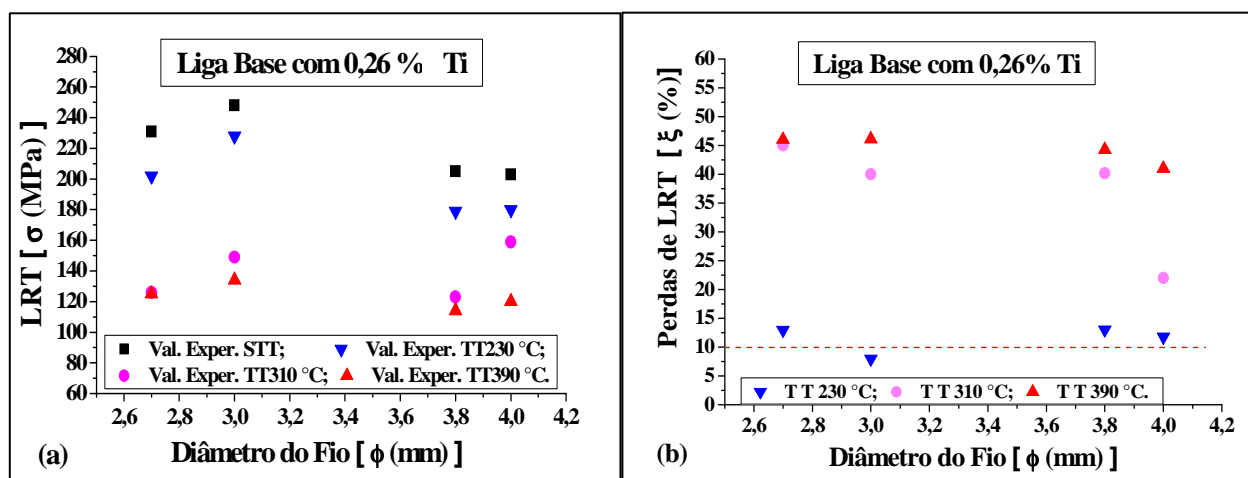 Liga Base com 0,26 % Ti
LRT [ σ (MPa) ]
280
260
240
220
200
180
160
140
120
100
80
60
Val. Exper. STT; Val. Exper. TT230 °C;
Val. Exper. TT310 °C; Val. Exper. TT390 °C.
2,6 2,8 3,0 3,2 3,4 3,6 3,8 4,0 4,2
Diâmetro do Fio [ ϕ (mm) ]
(a)
Liga Base com 0,26% Ti
Perdas de LRT [ ξ (%) ]
60
55
50
45
40
35
30
25
20
15
10
5
0
T T 230 °C; T T 310 °C; T T 390 °C.
2,6 2,8 3,0 3,2 3,4 3,6 3,8 4,0 4,2
Diâmetro do Fio [ ϕ (mm) ]
(b)